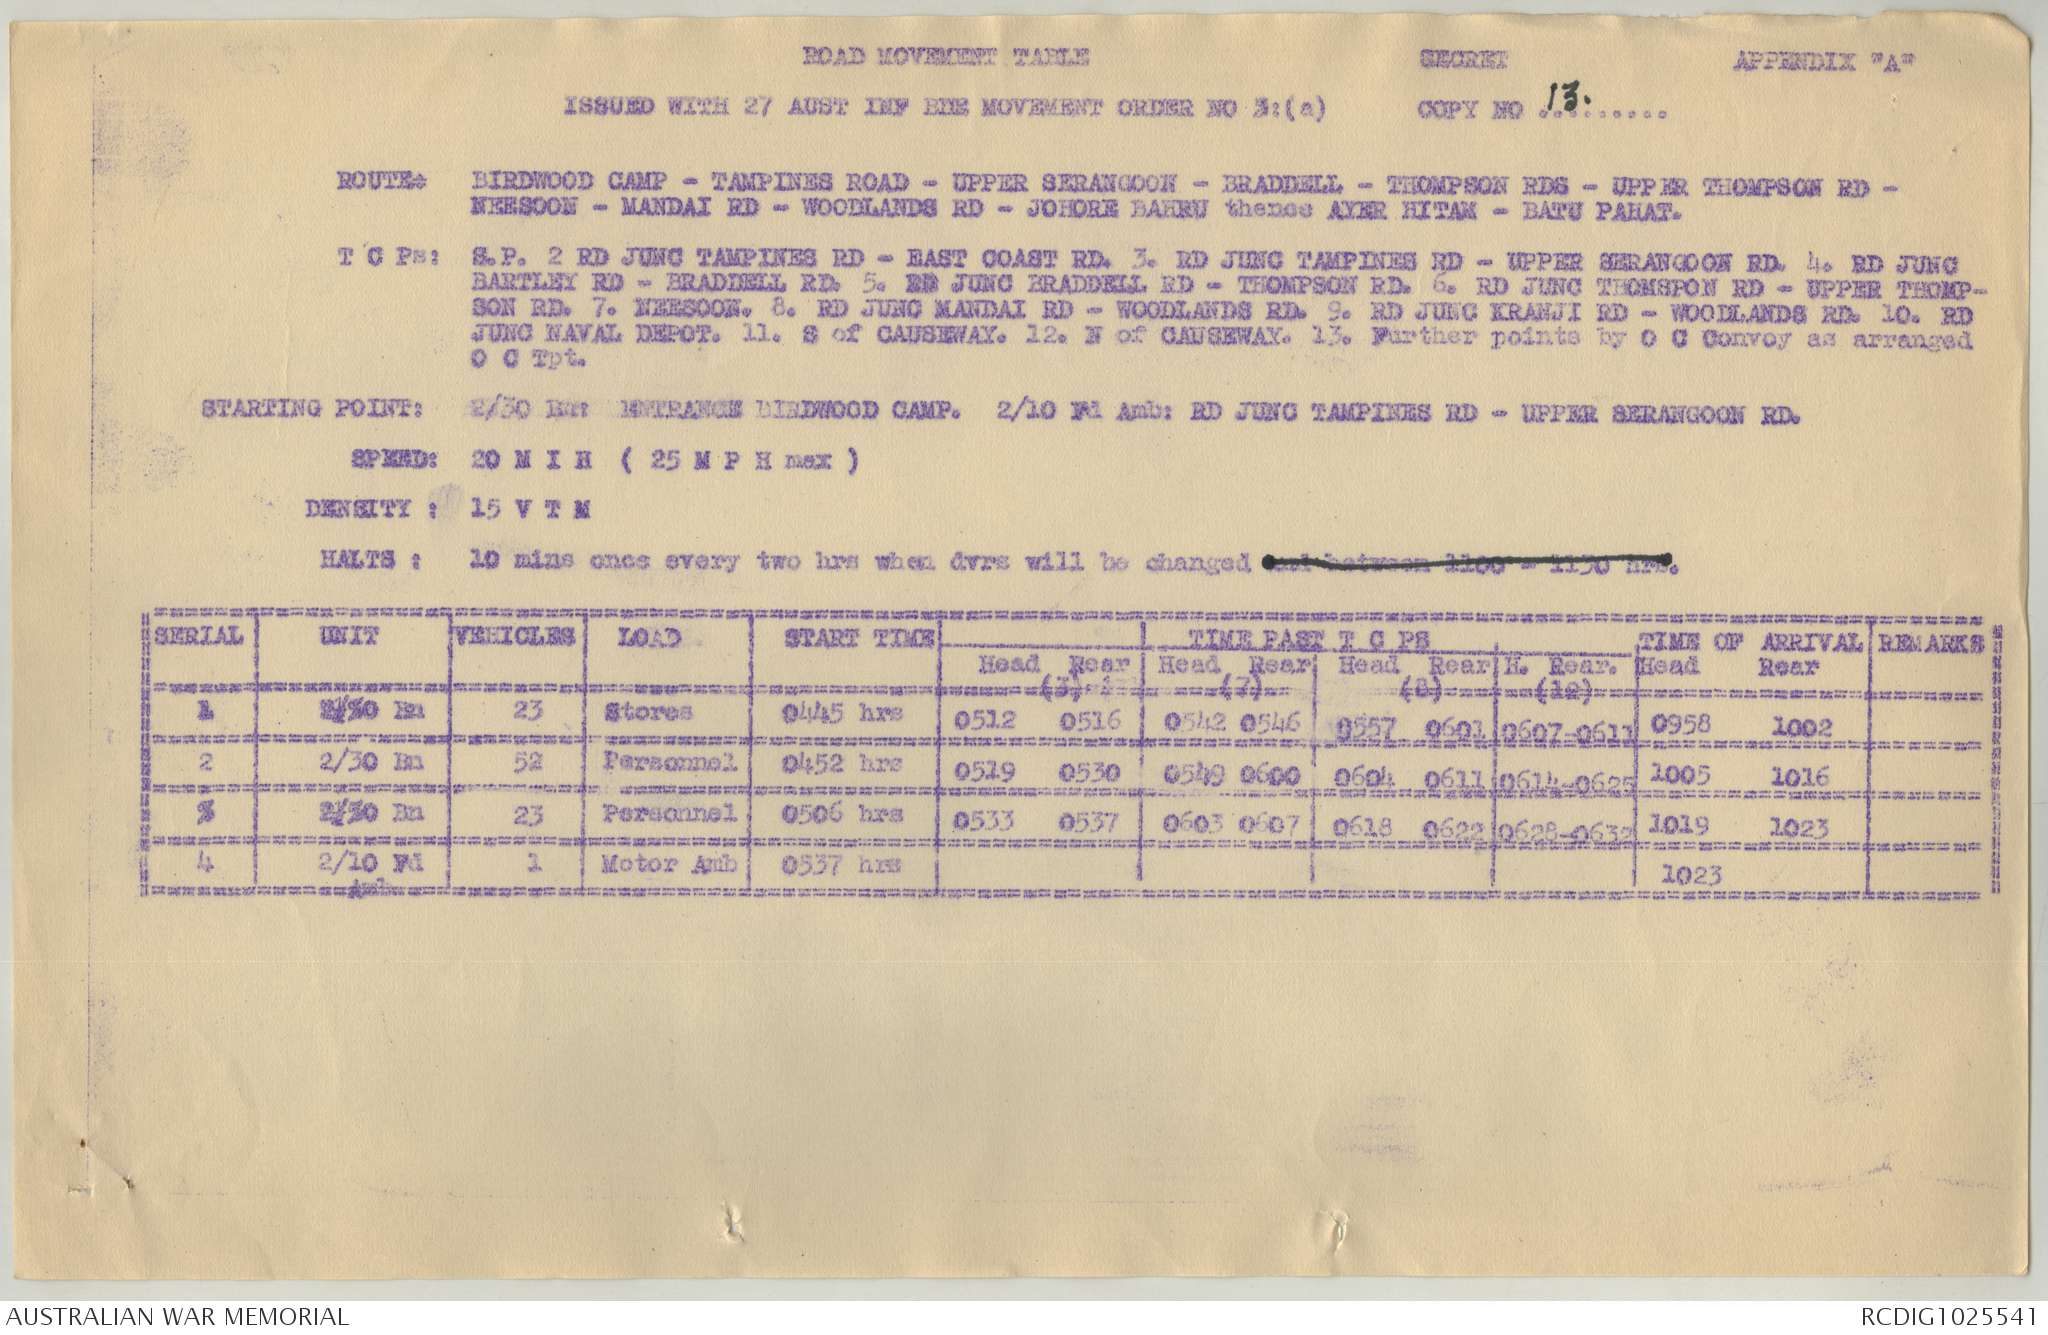 ROAD MOVEMENT TABLE SECRET APPENDIX "A"
ISSUED WITH 27 AUST INF BDE MOVEMENT ORDER NO 3:(a) COPY NO 13.........
ROUTE: BIRDWOOD CAMP - TAMPINES ROAD - UPPER SERANGOON - BRADDELL - THOMPSON RDS - UPPER THOMPSON RD -
NEESOON - MANDAI RD - WOODLANDS RD - JOHORE BAHRU thence AYER HITAM - BATU PAHAT.
T C Ps: S.P. 2 RD JUNC TAMPINES RD - EAST COAST RD. 3. RD JUNC TAMPINES RD - UPPER SERANGOON RD. 4. RD JUNC
BARTLEY RD - BRADDELL RD. 5. RD JUNC BRADDELL RD - THOMPSON RD. 6. RD JUNC THOMSPON RD - UPPER THOMP-
SON RD. 7. NEESOON. 8. RD JUNC MANDAI RD - WOODLANDS RD. 9. RD JUNC KRANJI RD - WOODLANDS RD. 10. RD
JUNC NAVAL DEPOT. 11. S of CAUSEWAY. 12. N of CAUSEWAY. 13. Further points by O C Convoy as arranged
O C Tpt.
STARTING POINT: 2/30 Bn: ENTRANCE BIRDWOOD CAMP. 2/10 Fd Amb: RD JUNC TAMPINES RD - UPPER SERANGOON RD.
SPEED: 20 M I H ( 25 M P H max )
DENSITY : 15 V T M
HALTS : 10 mins once every two hrs when dvrs will be changed between 1100 - 1130 hrs.
SERIAL UNIT VEHICLES LOAD START TIME TIME PAST T C PS TIME OF ARRIVAL REMARKS
Head Rear Head Rear Head Rear H. Rear. Head Rear
(3) (7) (8) (10)
1 2/30 Bn 23 Stores 0445 hrs 0512 0516 0542 0546 0557 0601 0607-0611 0958 1002
2 2/30 Bn 52 Personnel 0452 hrs 0519 0530 0549 0600 0604 0611 0614-0625 1005 1016
3 2/30 Bn 23 Personnel 0506 hrs 0533 0537 0603 0607 0618 0622 0628-0632 1019 1023
4 2/10 Fd 1 Motor Amb 0537 hrs 1023
Amb
AUSTRALIAN WAR MEMORIAL RCDIG1025541